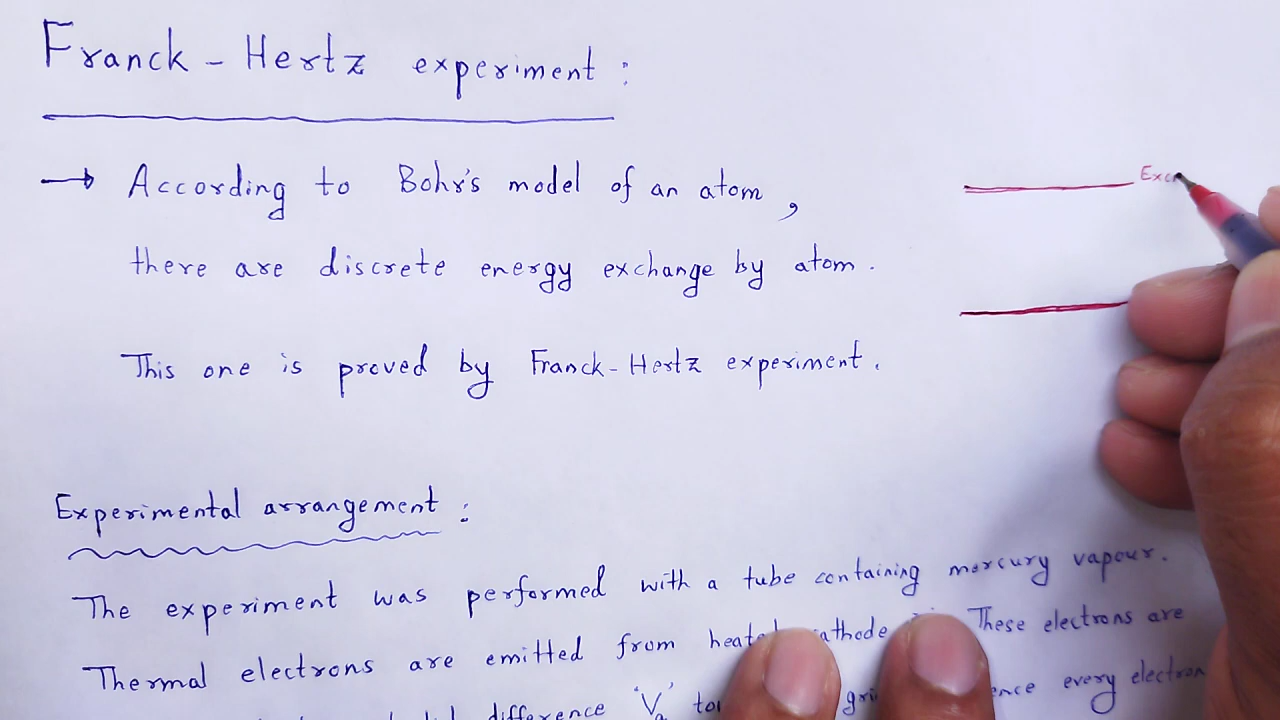 Franck - Hertz experiment :
→ According to Bohr's model of an atom ,
there are discrete energy exchange by atom .
This one is proved by Franck - Hertz experiment .
Exc
Experimental arrangement :
The experiment was performed with a tube containing mercury vapour .
Thermal electrons are emitted from heated cathode These electrons are
difference 'Va' every electron